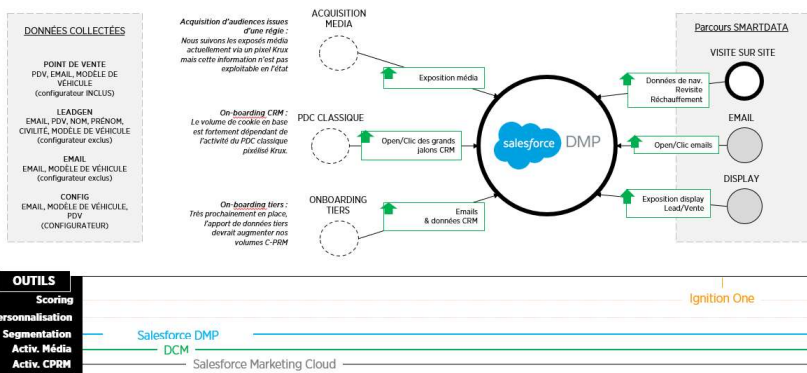 DONNÉES COLLECTÉES
POINT DE VENTE
PDV, EMAIL, MODÈLE DE
VÉHICULE
(configurateur INCLUS)
LEADGEN
EMAIL, PDV, NOM, PRÉNOM,
CIVILITÉ, MODÈLE DE VÉHICULE
(configurateur exclus)
EMAIL
EMAIL, MODÈLE DE VÉHICULE
(configurateur exclus)
CONFIG
EMAIL, MODÈLE DE VÉHICULE,
PDV
(CONFIGURATEUR)
Acquisition d'audiences issues
d'une régie :
Nous suivons les exposés média
actuellement via un pixel Krux
mais cette information n'est pas
exploitable en l'état
On-boarding CRM :
Le volume de cookie en base
est fortement dépendant de
l'activité du PDC classique
pixélisé Krux.
On-boarding tiers :
Très prochainement en place,
l'apport de données tiers
devrait augmenter nos
volumes C-PRM
ACQUISITION
MEDIA
Exposition média
PDC CLASSIQUE
Open/Clic des grands
jalons CRM
ONBOARDING
TIERS
Emails
& données CRM
salesforce DMP
Parcours SMARTDATA
VISITE SUR SITE
Données de nav.
Revisite
Réchauffement
EMAIL
Open/Clic emails
DISPLAY
Exposition display
Lead/Vente
OUTILS
Scoring
Ignition One
ersonnalisation
Segmentation
Salesforce DMP
Activ. Média
DCM
Activ. CPRM
Salesforce Marketing Cloud